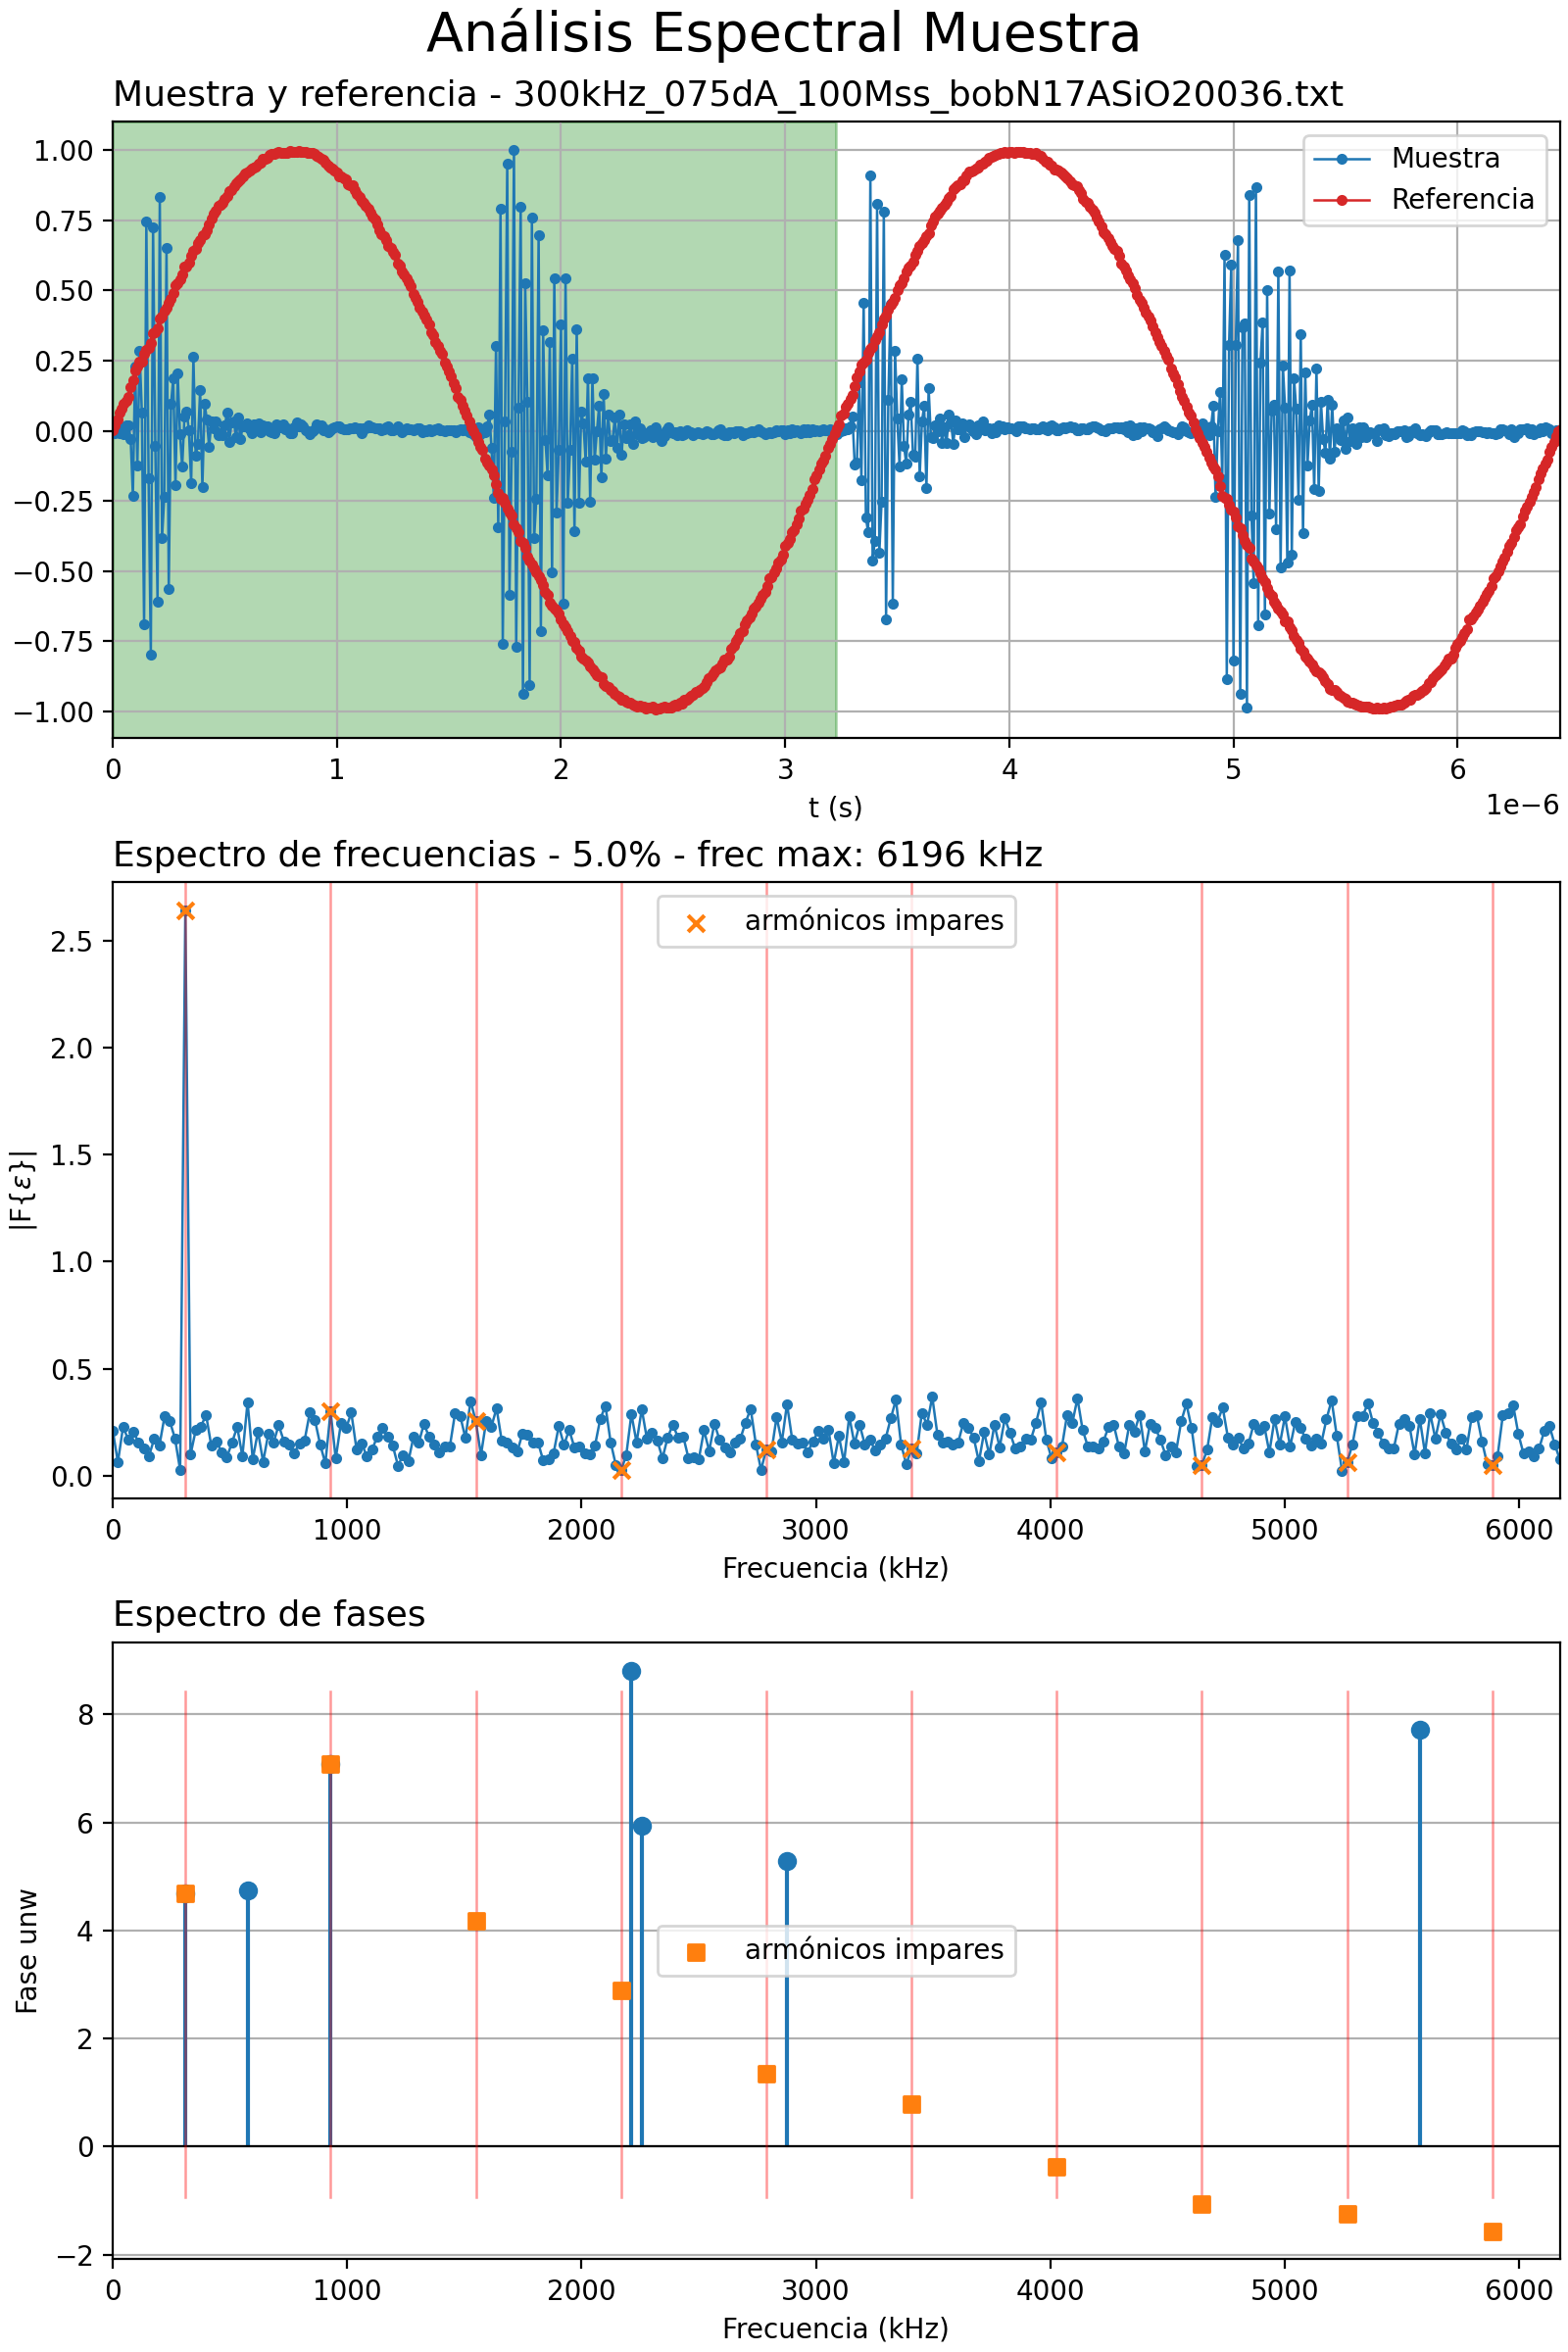 Análisis Espectral Muestra
Muestra y referencia - 300kHz_075dA_100Mss_bobN17ASiO20036.txt
1.00
0.75
0.50
0.25
0.00
−0.25
−0.50
−0.75
−1.00
Muestra
Referencia
0 1 2 3 4 5 6
t (s)
1e−6
Espectro de frecuencias - 5.0% - frec max: 6196 kHz
|F{ε}|
2.5
2.0
1.5
1.0
0.5
0.0
armónicos impares
0 1000 2000 3000 4000 5000 6000
Frecuencia (kHz)
Espectro de fases
Fase unw
8
6
4
2
0
−2
armónicos impares
0 1000 2000 3000 4000 5000 6000
Frecuencia (kHz)